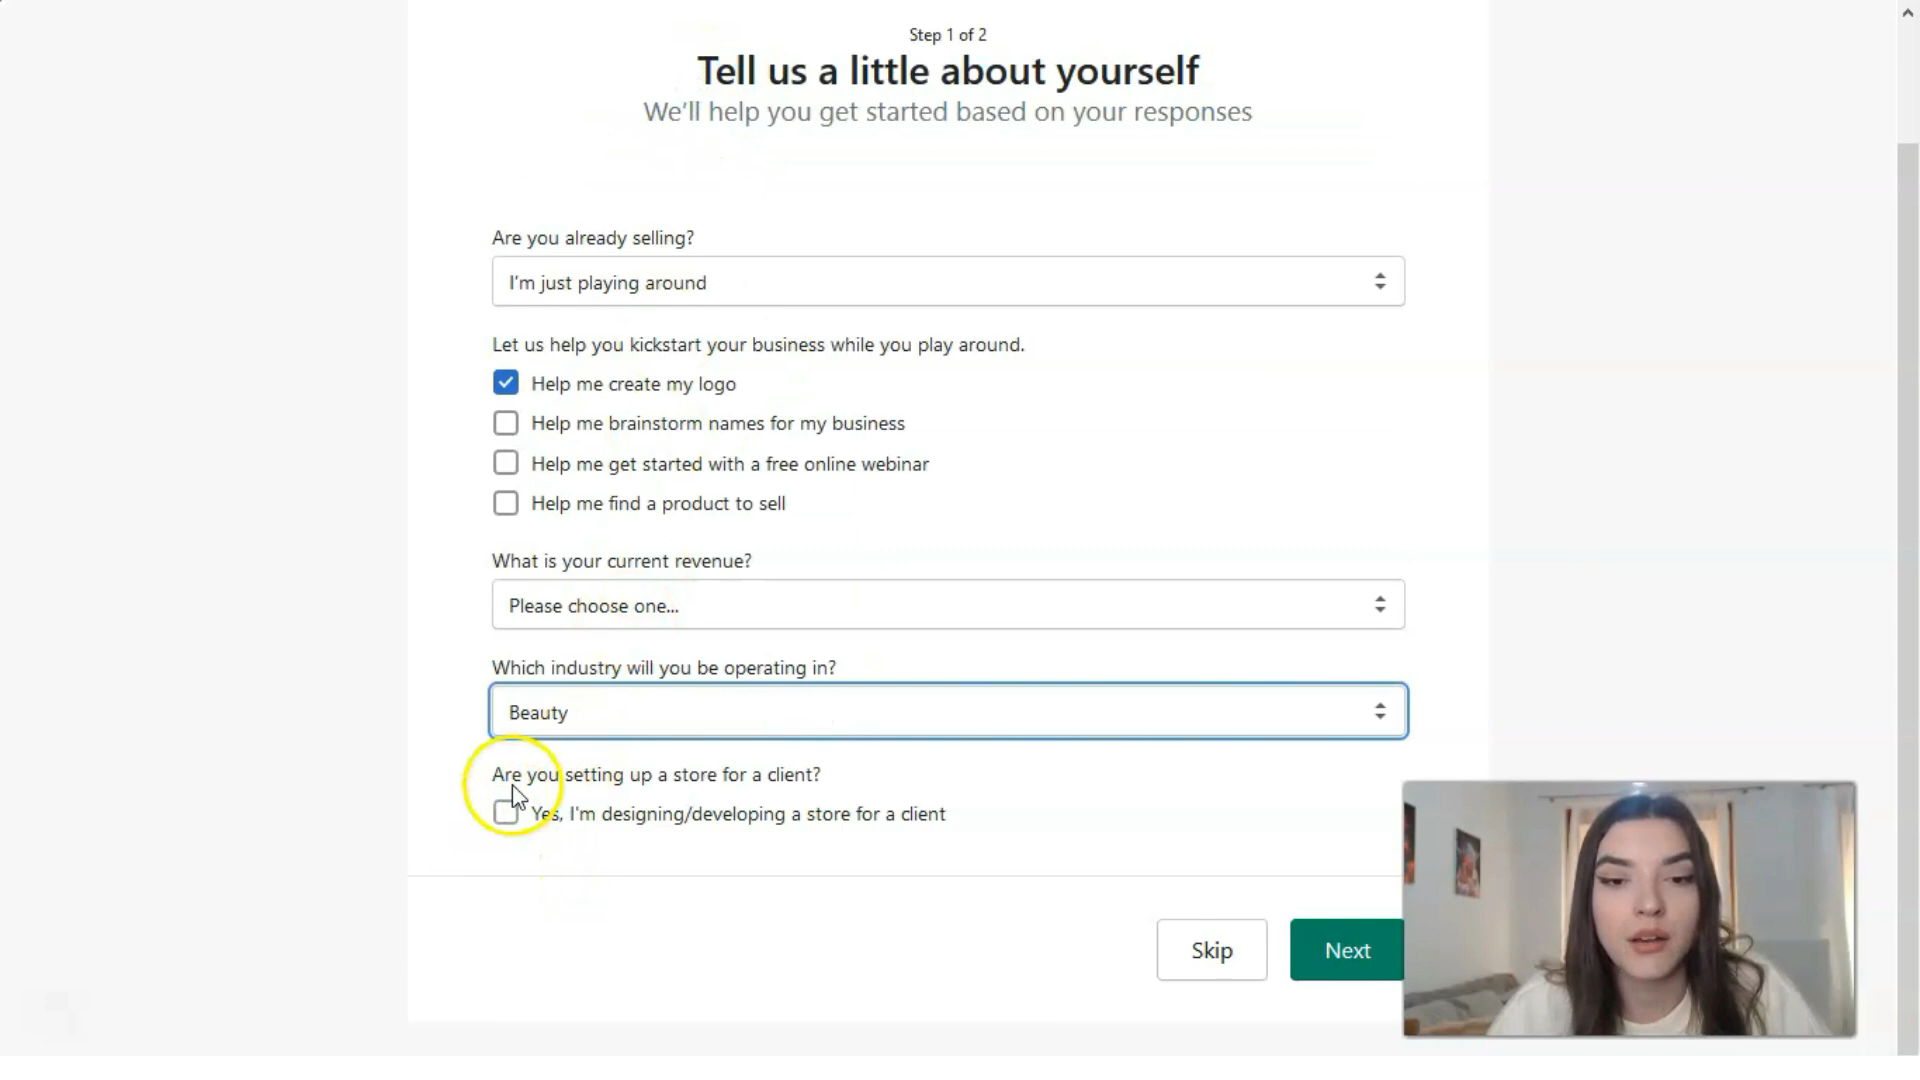 Step 1 of 2
Tell us a little about yourself
We'll help you get started based on your responses
Are you already selling?
I'm just playing around
Let us help you kickstart your business while you play around.
Help me create my logo
Help me brainstorm names for my business
Help me get started with a free online webinar
Help me find a product to sell
What is your current revenue?
Please choose one...
Which industry will you be operating in?
Beauty
Are you setting up a store for a client?
Yes, I'm designing/developing a store for a client
Skip
Next